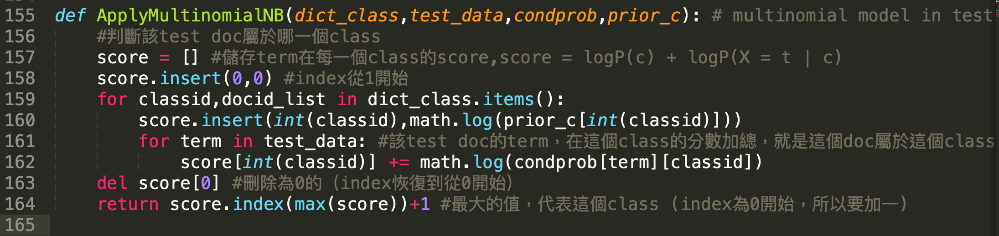 155 def ApplyMultinomialNB(dict_class,test_data,condprob,prior_c): # multinomial model in test
156 #判斷該test doc屬於哪一個class
157 score = [] #儲存term在每一個class的score,score = logP(c) + logP(X = t | c)
158 score.insert(0,0) #index從1開始
159 for classid,docid_list in dict_class.items():
160 score.insert(int(classid),math.log(prior_c[int(classid)]))
161 for term in test_data: #該test doc的term，在這個class的分數加總，就是這個doc屬於這個class
162 score[int(classid)] += math.log(condprob[term][classid])
163 del score[0] #刪除為0的 (index恢復到從0開始)
164 return score.index(max(score))+1 #最大的值，代表這個class (index為0開始，所以要加一)
165